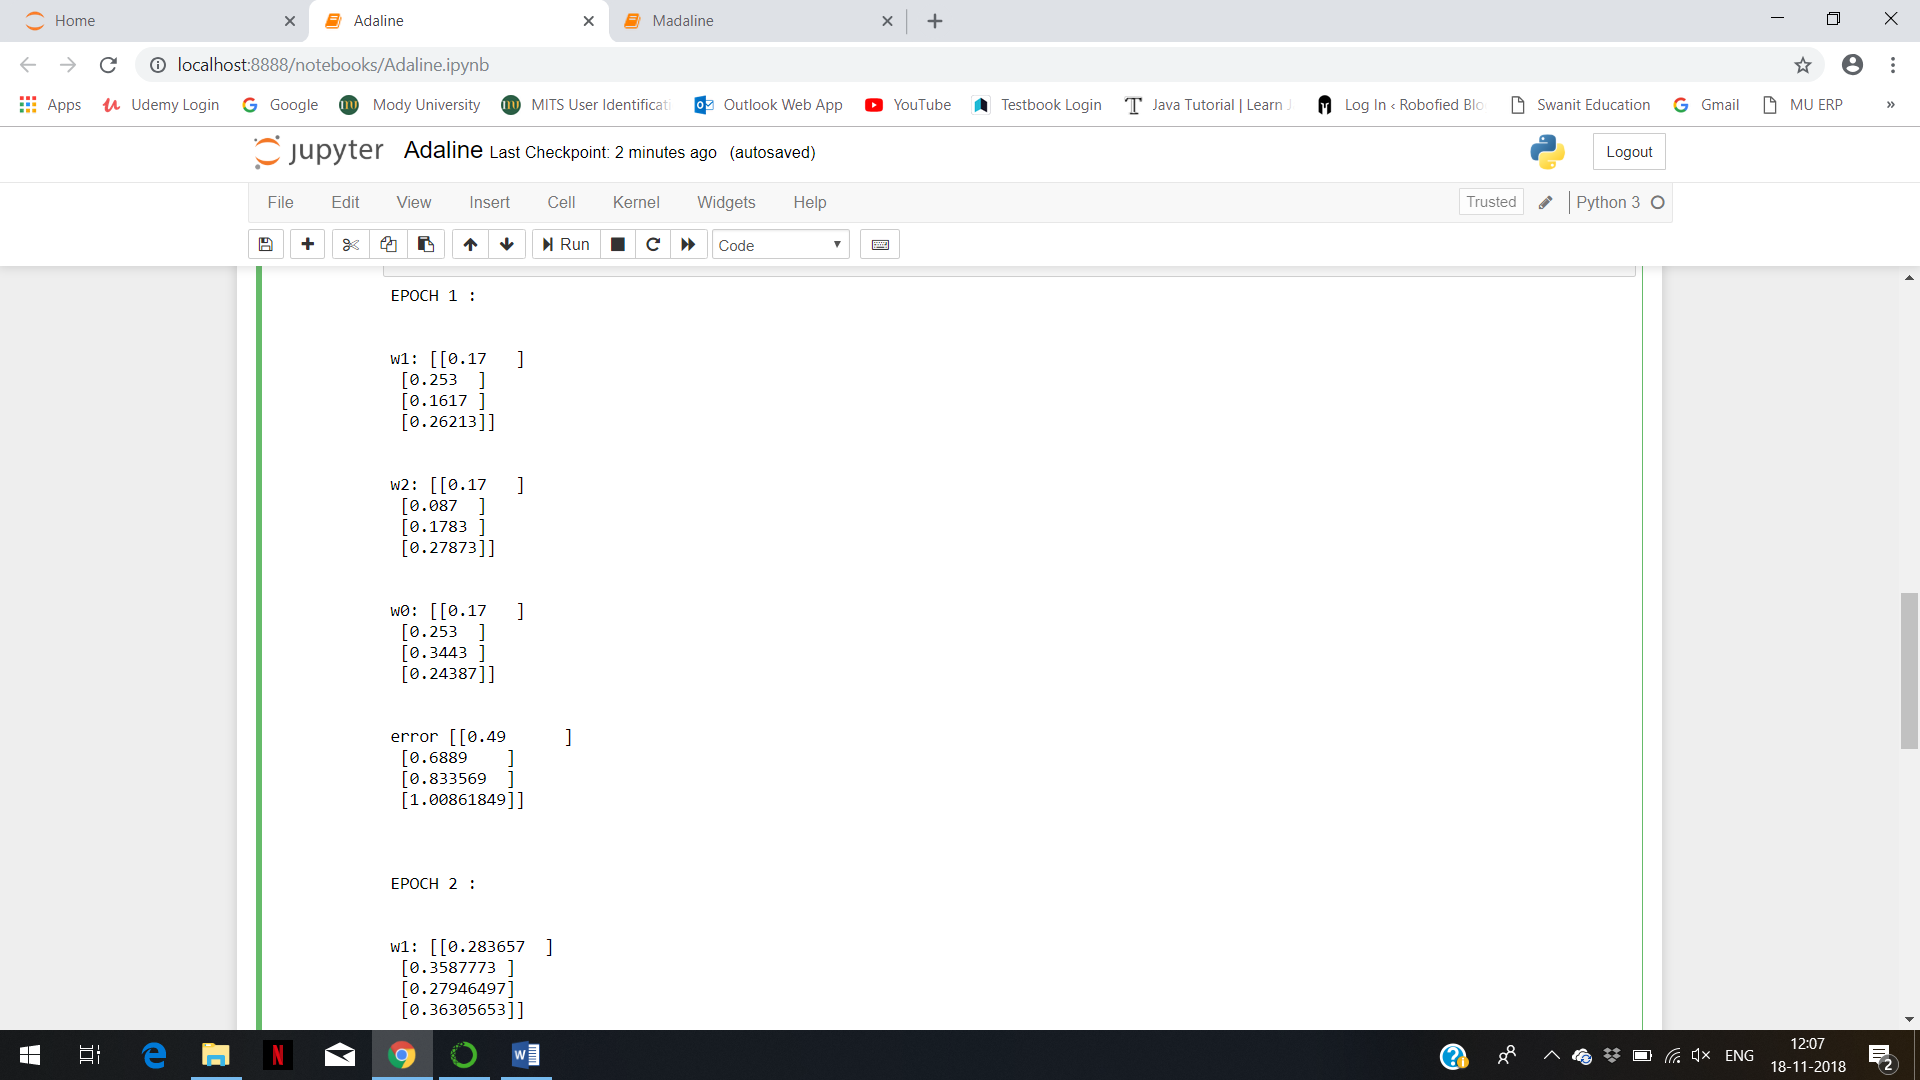 Home
Adaline
Madaline
localhost:8888/notebooks/Adaline.ipynb
Apps Udemy Login Google Mody University MITS User Identificati Outlook Web App YouTube Testbook Login Java Tutorial | Learn J Log In ‹ Robofied Blo Swanit Education Gmail MU ERP »
jupyter Adaline Last Checkpoint: 2 minutes ago (autosaved)
Logout
File Edit View Insert Cell Kernel Widgets Help Trusted Python 3
Run Code
EPOCH 1 :
w1: [[0.17   ]
[0.253  ]
[0.1617 ]
[0.26213]]
w2: [[0.17   ]
[0.087  ]
[0.1783 ]
[0.27873]]
w0: [[0.17   ]
[0.253  ]
[0.3443 ]
[0.24387]]
error [[0.49      ]
[0.6889    ]
[0.833569  ]
[1.00861849]]
EPOCH 2 :
w1: [[0.283657  ]
[0.3587773 ]
[0.27946497]
[0.36305653]]
ENG
12:07
18-11-2018
2